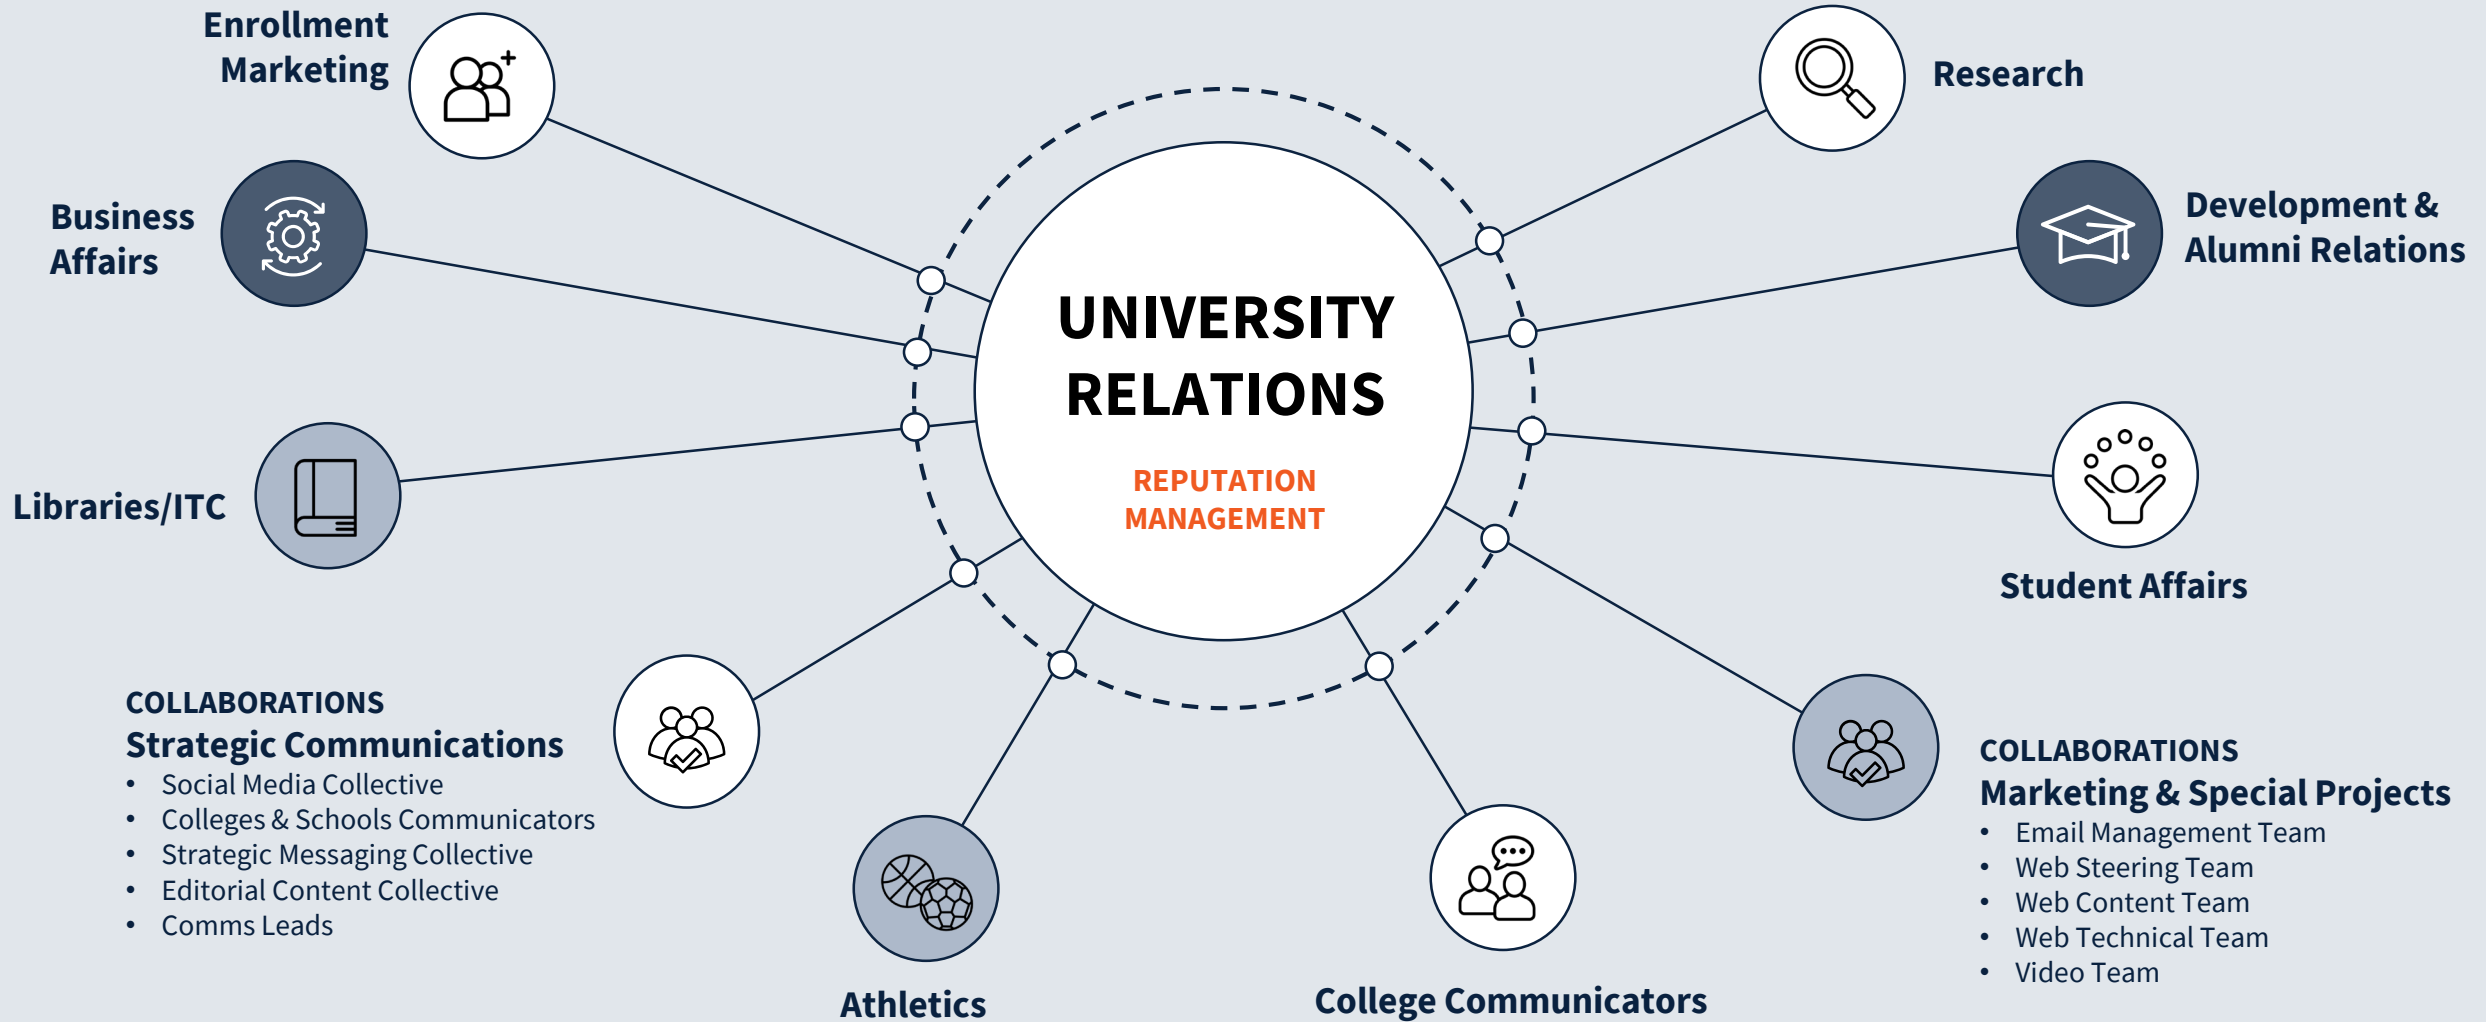 Enrollment
Marketing
Research
Business
Affairs
Development &
Alumni Relations
UNIVERSITY
RELATIONS
REPUTATION
MANAGEMENT
Libraries/ITC
Student Affairs
COLLABORATIONS
Strategic Communications
• Social Media Collective
• Colleges & Schools Communicators
• Strategic Messaging Collective
• Editorial Content Collective
• Comms Leads
COLLABORATIONS
Marketing & Special Projects
• Email Management Team
• Web Steering Team
• Web Content Team
• Web Technical Team
• Video Team
Athletics
College Communicators